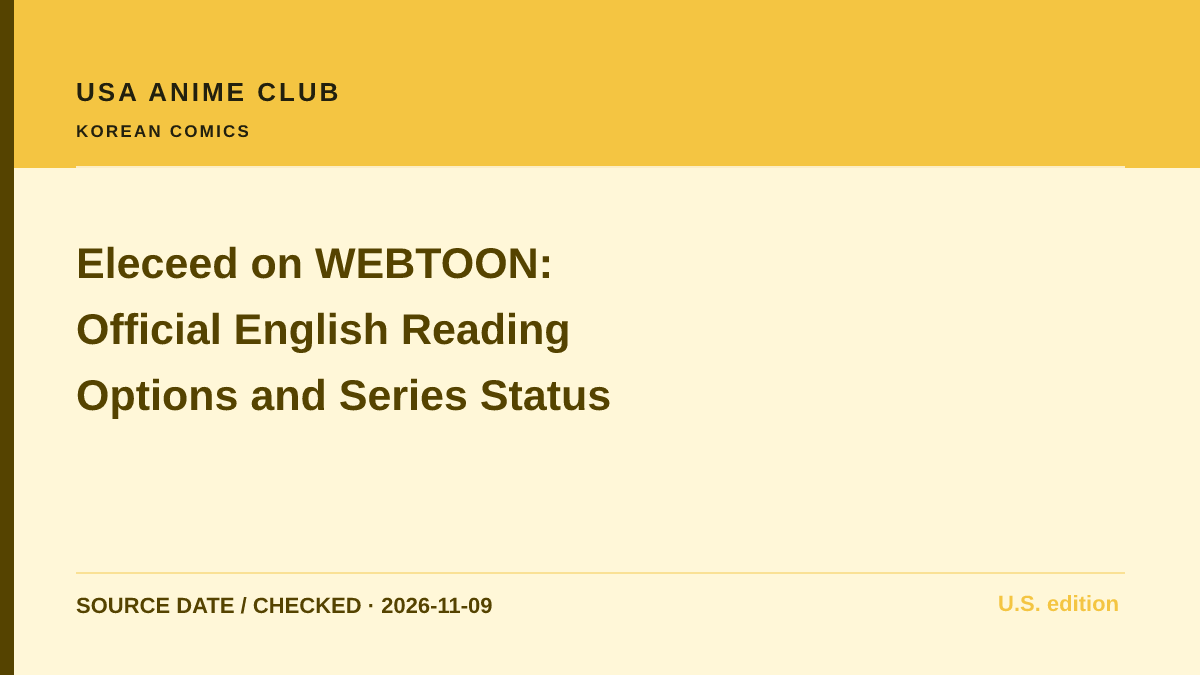 USA ANIME CLUB
KOREAN COMICS
Eleceed on WEBTOON:
Official English Reading
Options and Series Status
SOURCE DATE / CHECKED · 2026-11-09
U.S. edition